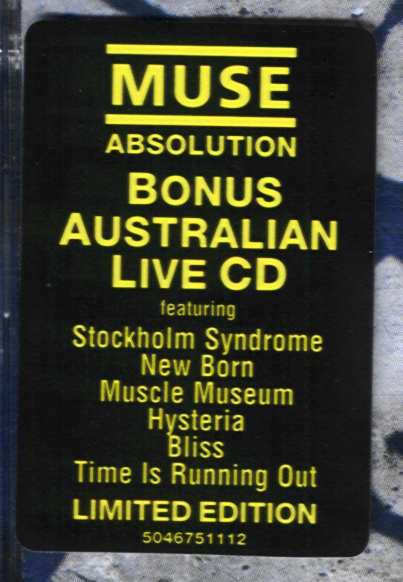 MUSE
ABSOLUTION
BONUS
AUSTRALIAN
LIVE CD
featuring
Stockholm Syndrome
New Born
Muscle Museum
Hysteria
Bliss
Time Is Running Out
LIMITED EDITION
5046751112